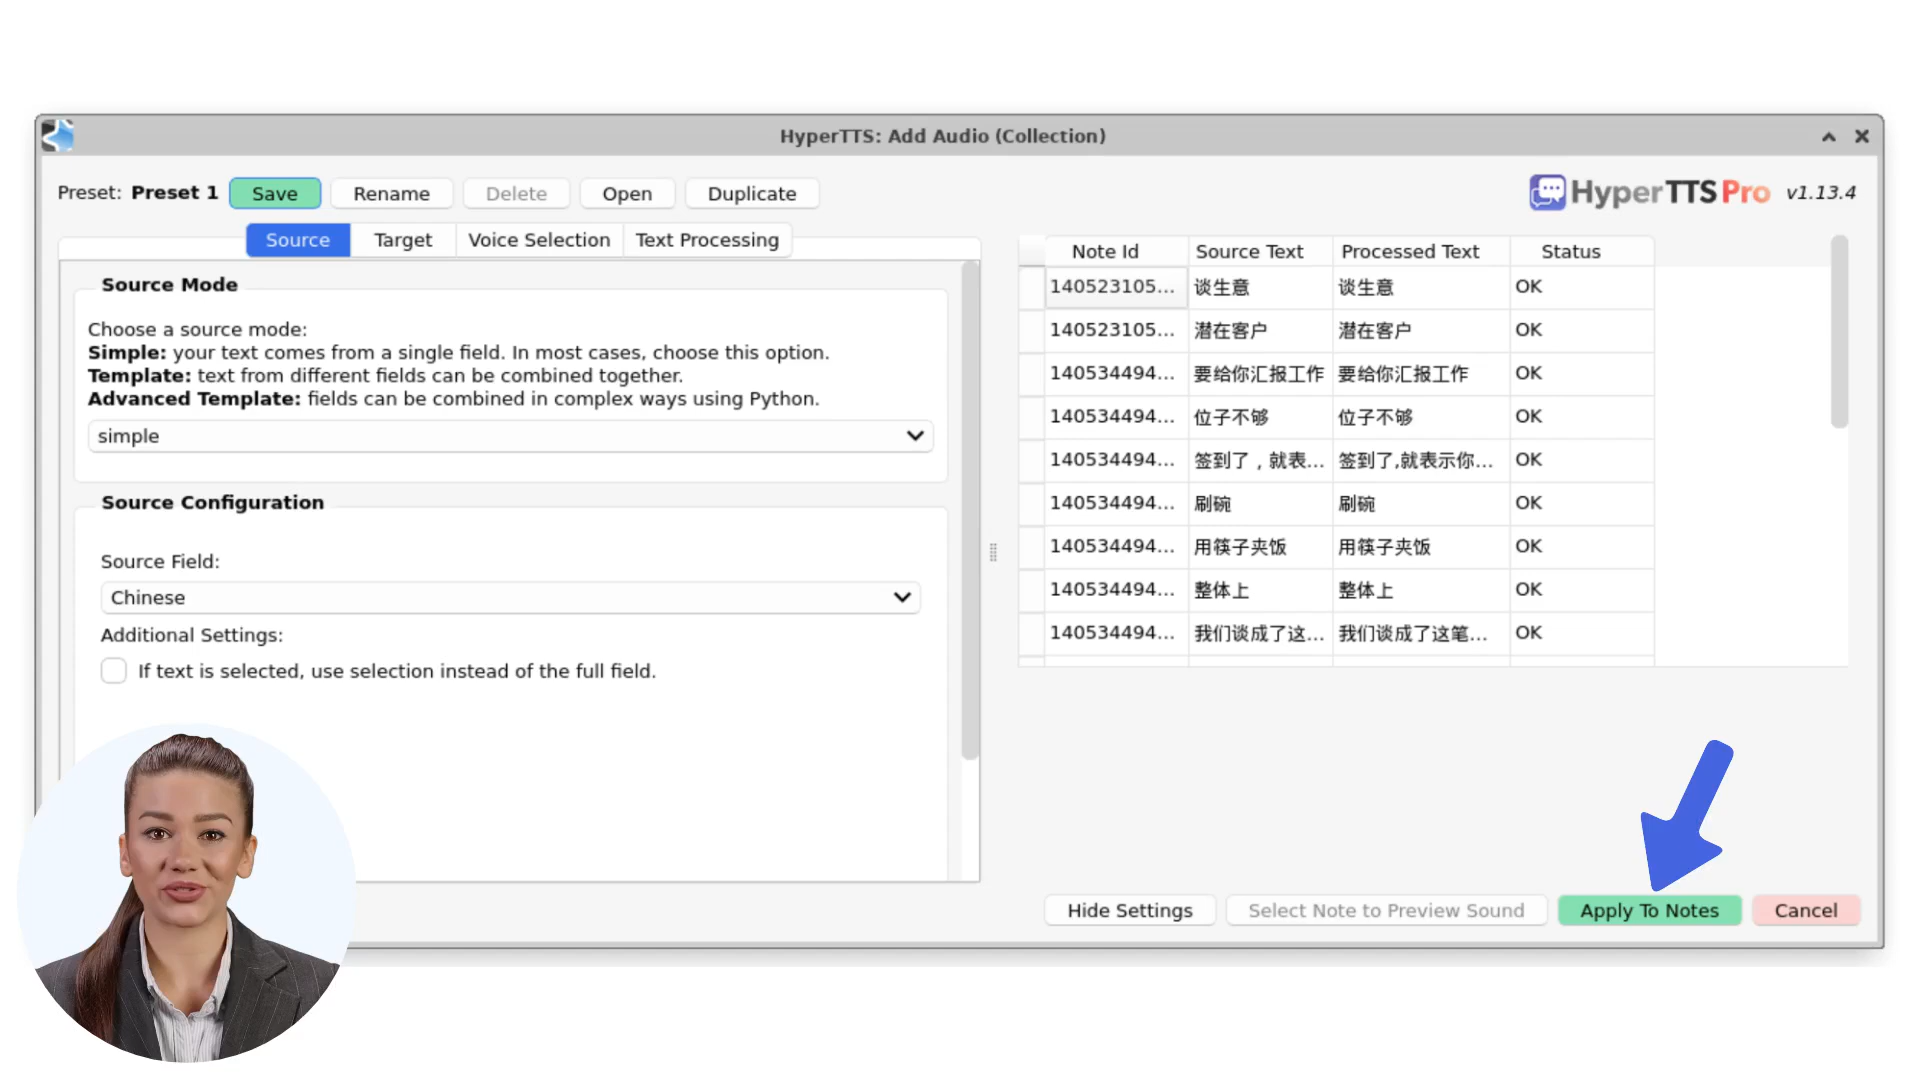 HyperTTS: Add Audio (Collection)
Preset: Preset 1 Save Rename Delete Open Duplicate
HyperTTS Pro v1.13.4
Source Target Voice Selection Text Processing
Source Mode
Choose a source mode:
Simple: your text comes from a single field. In most cases, choose this option.
Template: text from different fields can be combined together.
Advanced Template: fields can be combined in complex ways using Python.
simple
Source Configuration
Source Field:
Chinese
Additional Settings:
If text is selected, use selection instead of the full field.
Note Id Source Text Processed Text Status
140523105... 谈生意 谈生意 OK
140523105... 潜在客户 潜在客户 OK
140534494... 要给你汇报工作 要给你汇报工作 OK
140534494... 位子不够 位子不够 OK
140534494... 签到了，就表... 签到了,就表示你... OK
140534494... 刷碗 刷碗 OK
140534494... 用筷子夹饭 用筷子夹饭 OK
140534494... 整体上 整体上 OK
140534494... 我们谈成了这... 我们谈成了这笔... OK
Hide Settings Select Note to Preview Sound Apply To Notes Cancel